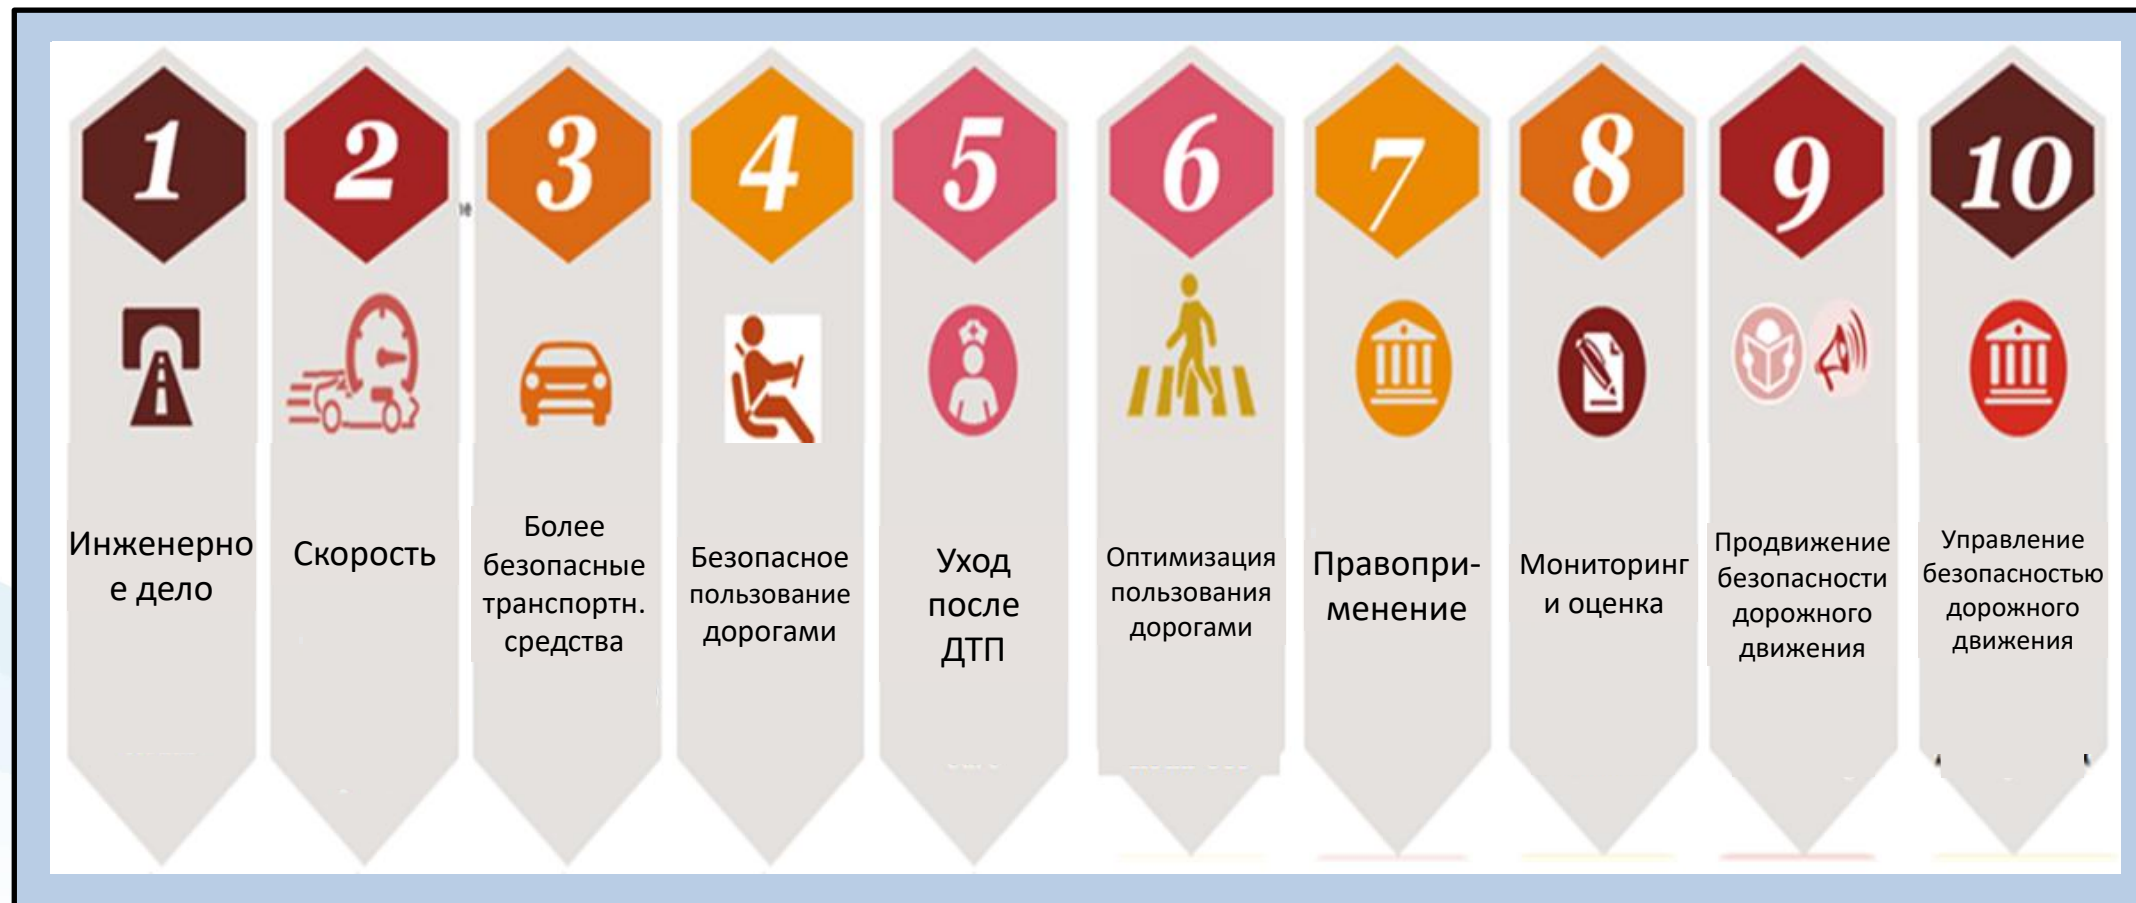 1
2
3
4
5
6
7
8
9
10
Инженерно
е дело
Скорость
Более
безопасные
транспортн.
средства
Безопасное
пользование
дорогами
Уход
после
ДТП
Оптимизация
пользования
дорогами
Правопри-
менение
Мониторинг
и оценка
Продвижение
безопасности
дорожного
движения
Управление
безопасностью
дорожного
движения